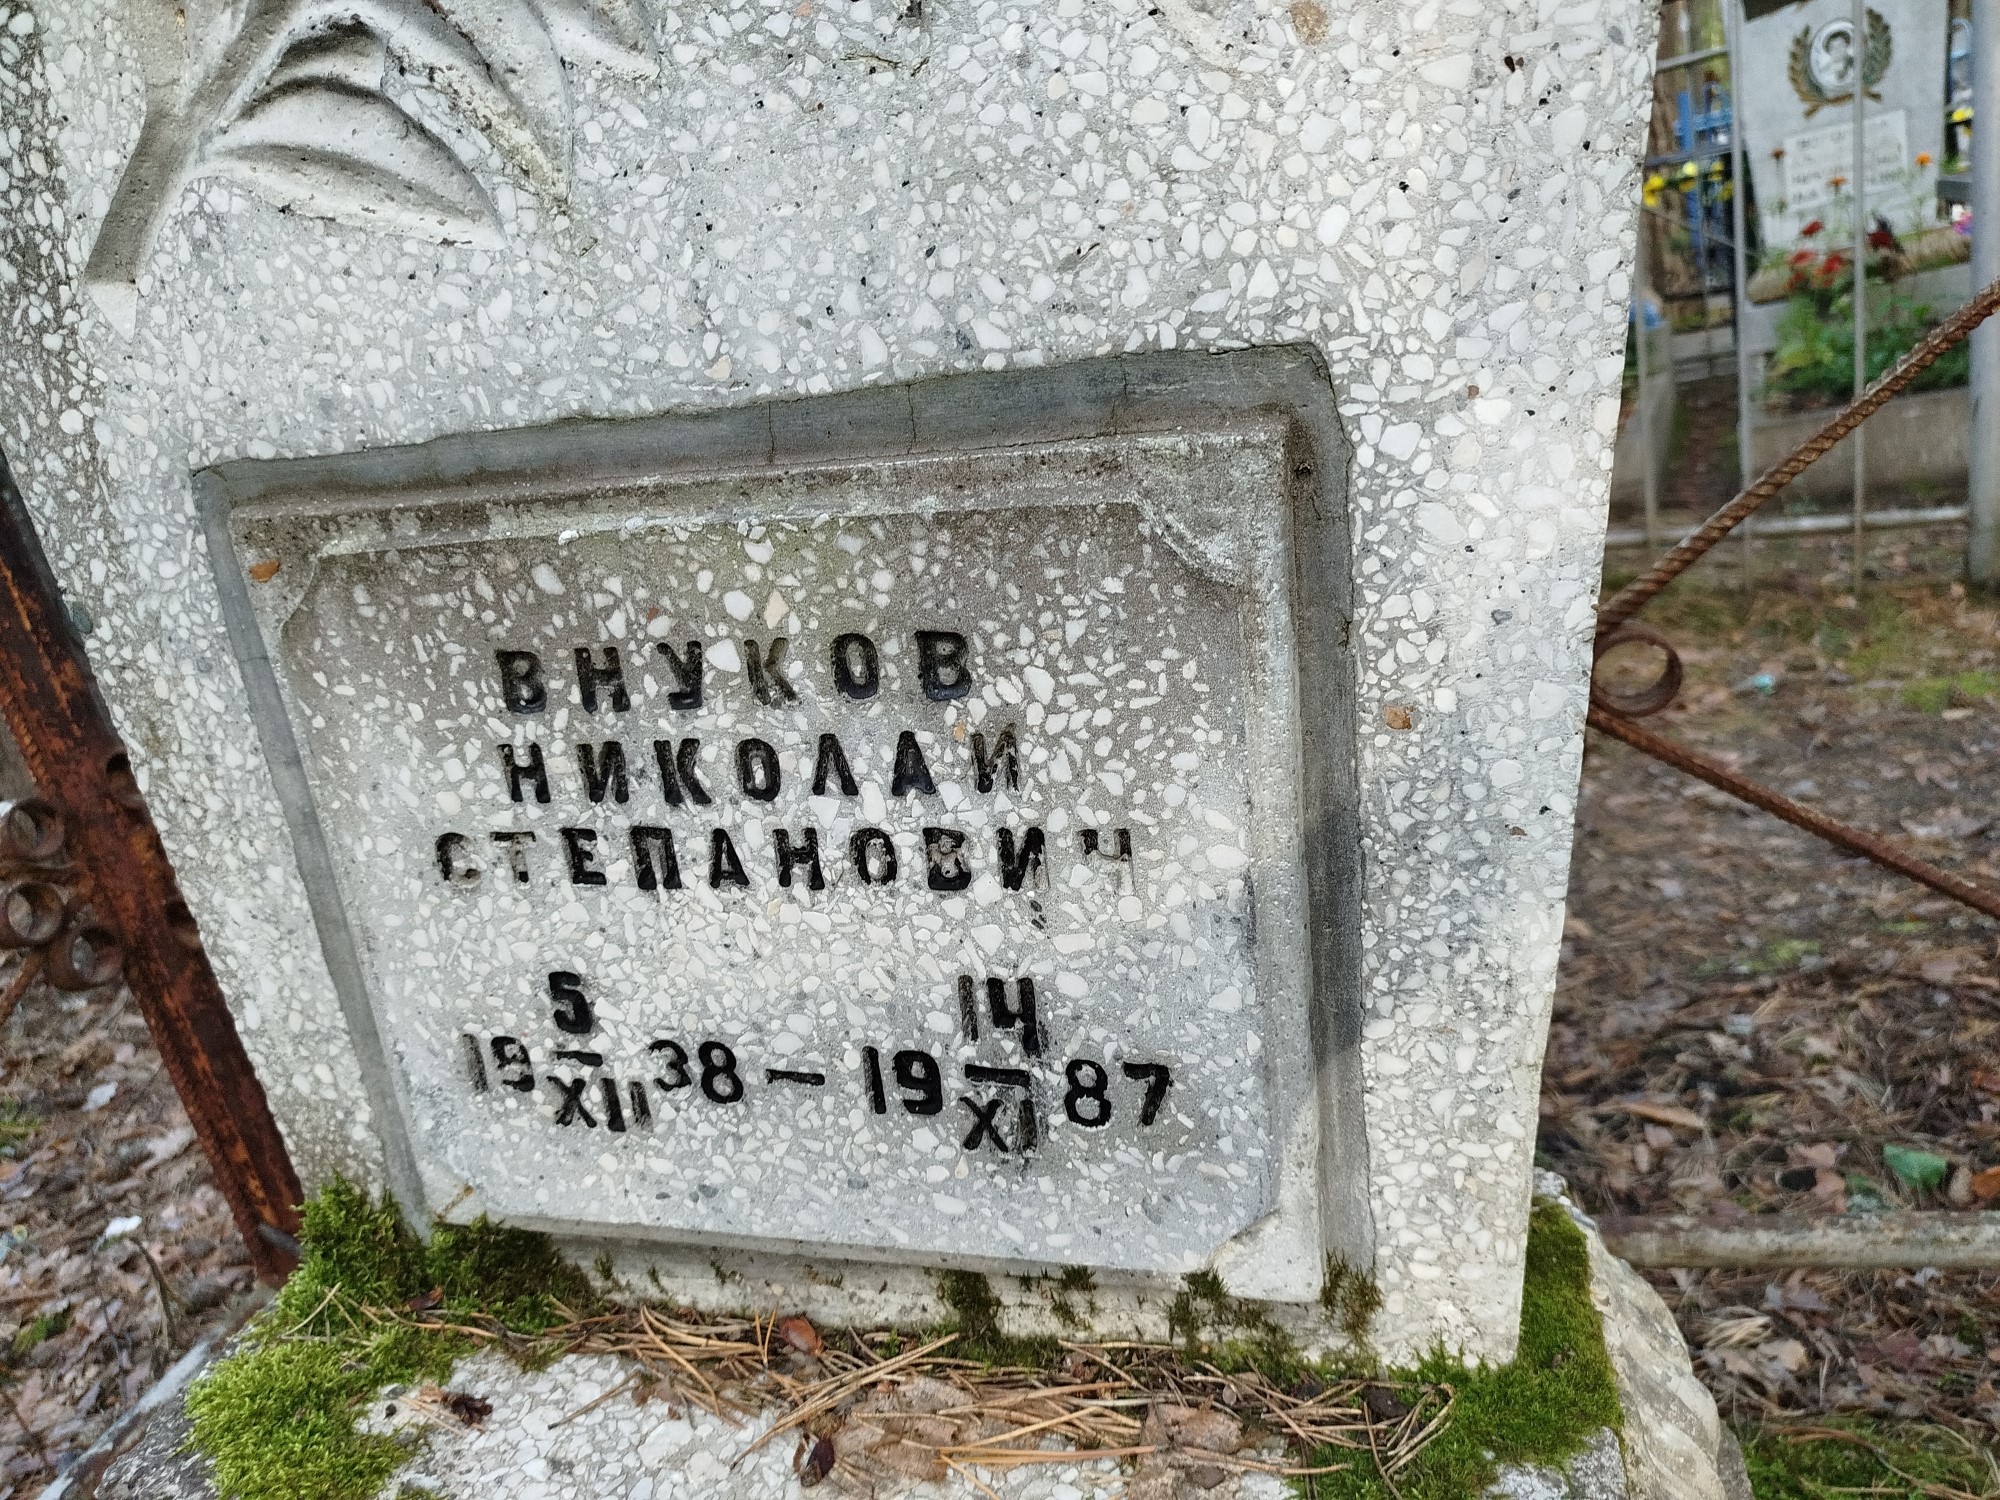 ВНУКОВ
НИКОЛАИ
СТЕПАНОВИЧ
5 14
19 — 38 — 19 — 87
XII XI